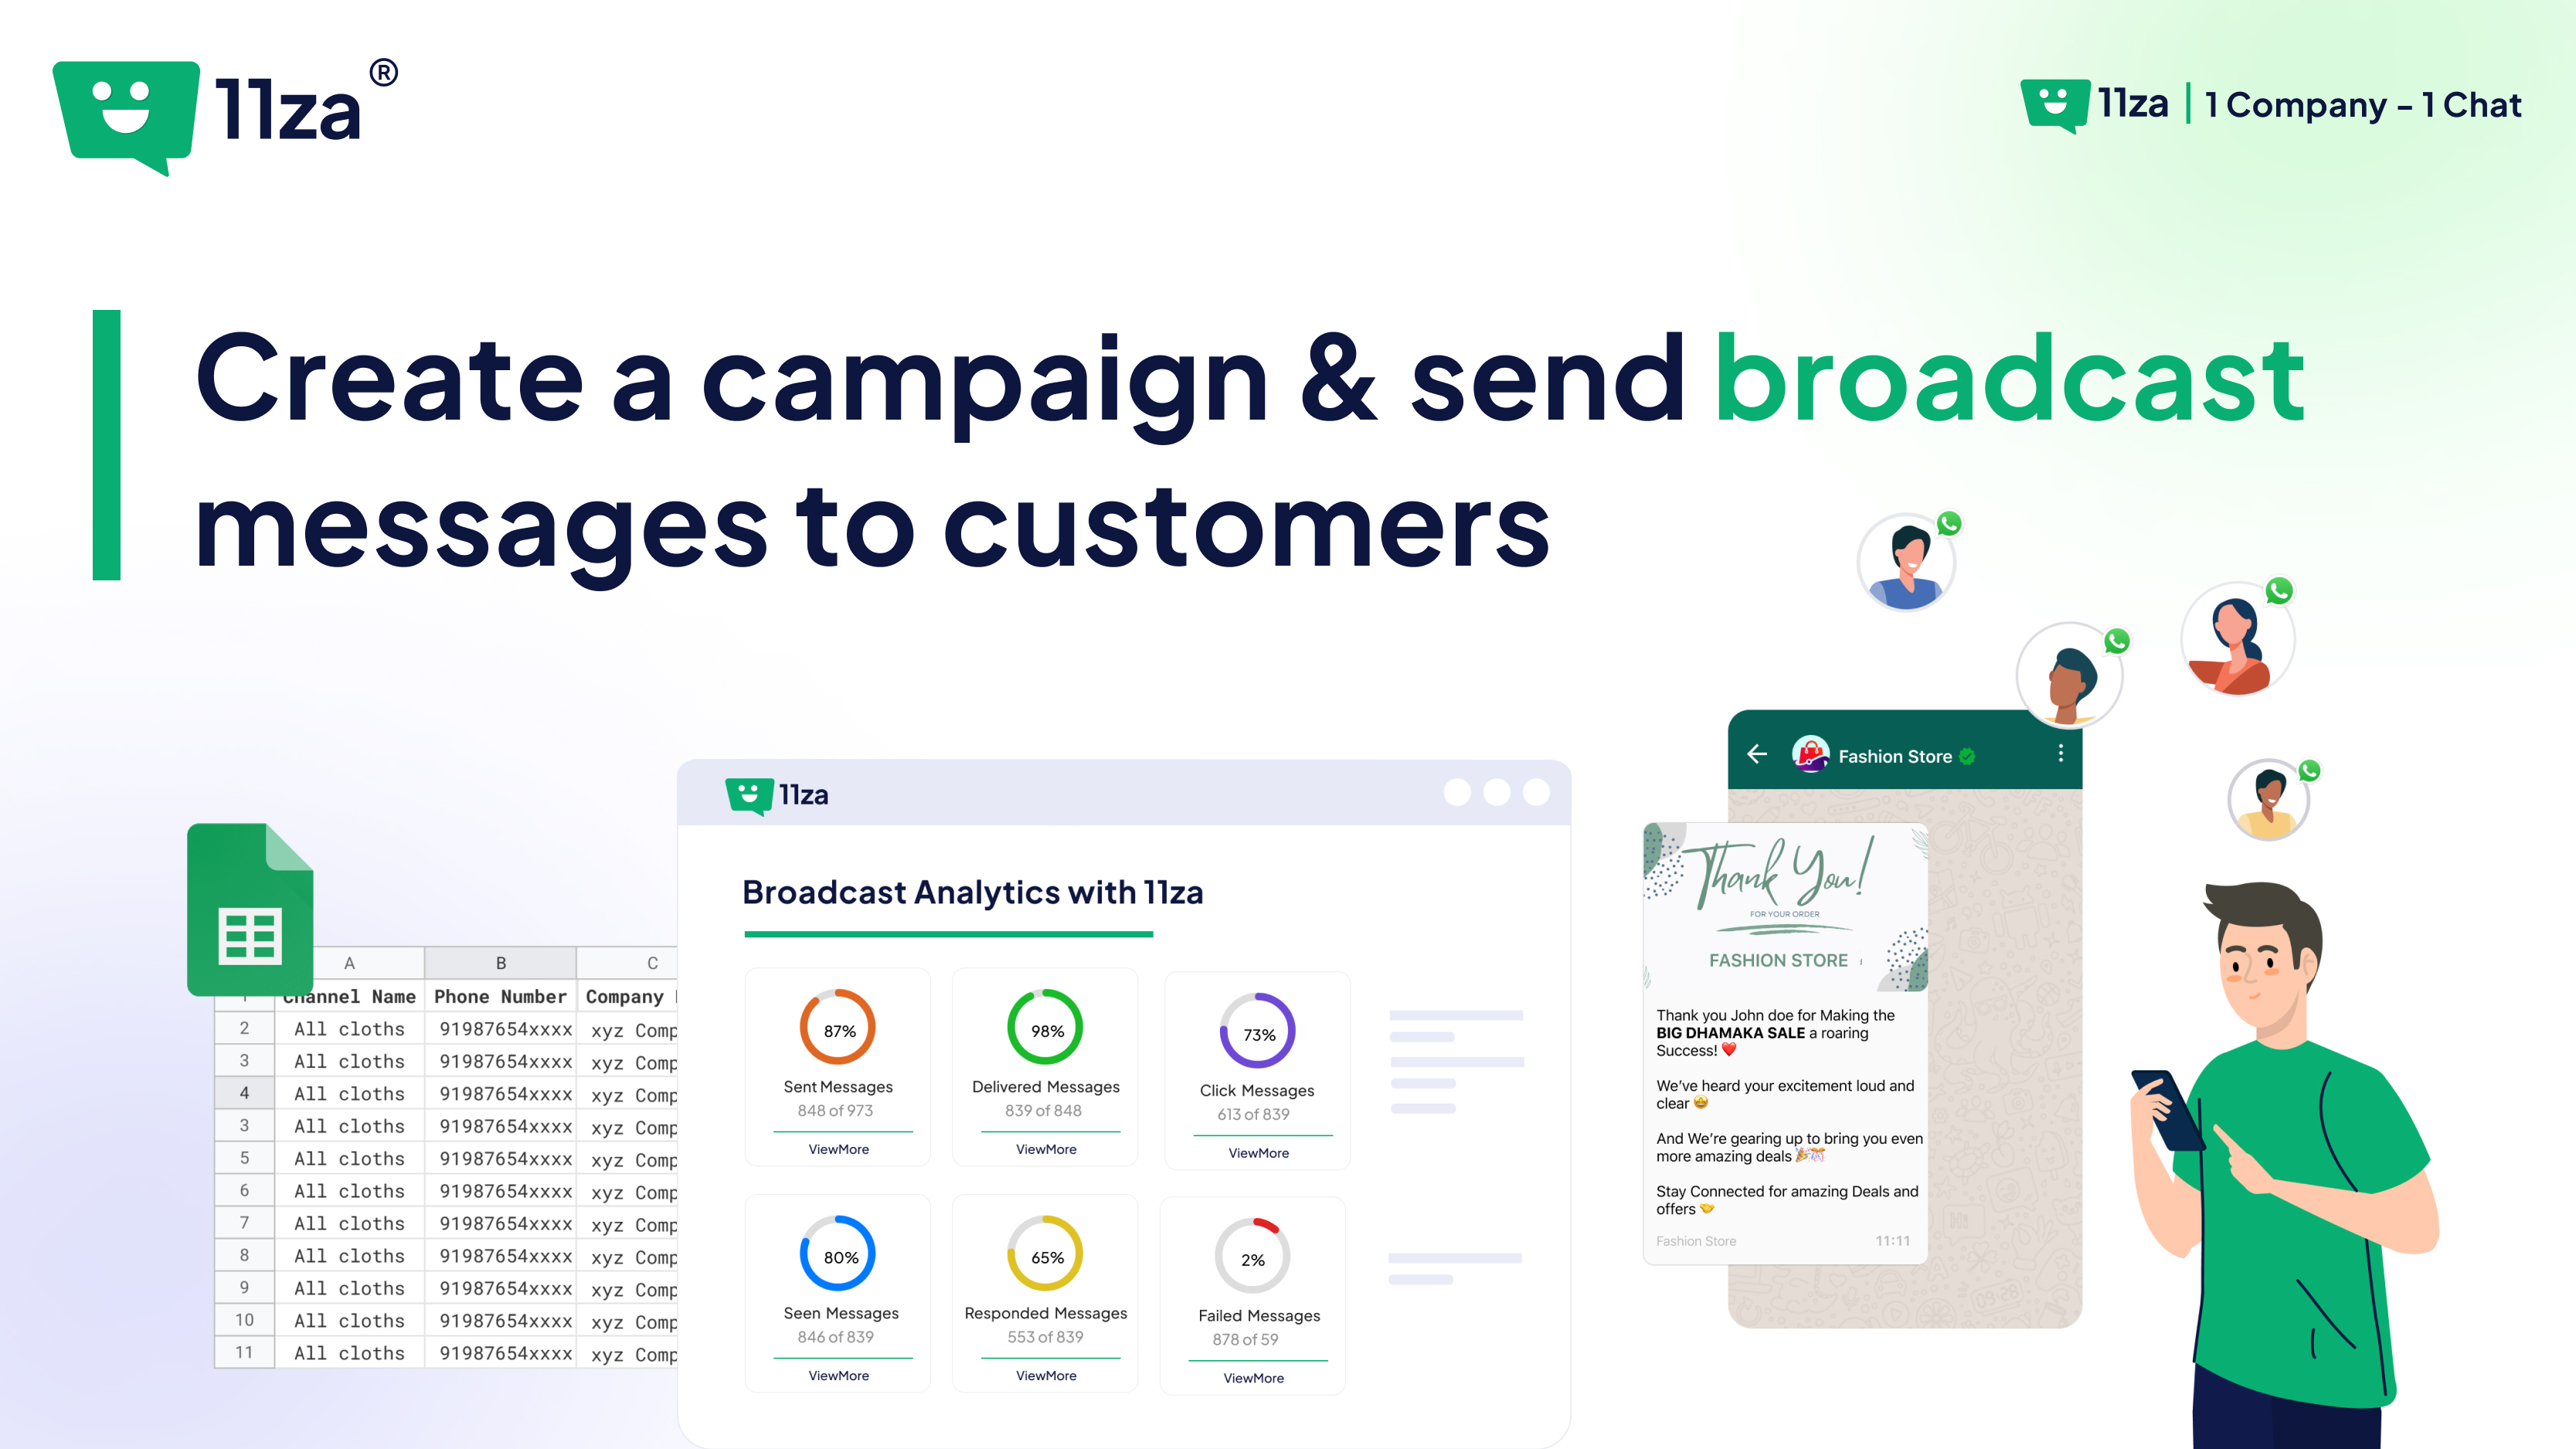 11za®
11za | 1 Company – 1 Chat
Create a campaign & send broadcast
messages to customers
A B C
1 Channel Name Phone Number Company
2 All cloths 91987654xxxx xyz Comp
3 All cloths 91987654xxxx xyz Comp
4 All cloths 91987654xxxx xyz Comp
3 All cloths 91987654xxxx xyz Comp
5 All cloths 91987654xxxx xyz Comp
6 All cloths 91987654xxxx xyz Comp
7 All cloths 91987654xxxx xyz Comp
8 All cloths 91987654xxxx xyz Comp
9 All cloths 91987654xxxx xyz Comp
10 All cloths 91987654xxxx xyz Comp
11 All cloths 91987654xxxx xyz Comp
11za
Broadcast Analytics with 11za
87%
Sent Messages
848 of 973
ViewMore
98%
Delivered Messages
839 of 848
ViewMore
73%
Click Messages
613 of 839
ViewMore
80%
Seen Messages
846 of 839
ViewMore
65%
Responded Messages
553 of 839
ViewMore
2%
Failed Messages
878 of 59
ViewMore
Fashion Store
Thank You!
FOR YOUR ORDER
FASHION STORE
Thank you John doe for Making the
BIG DHAMAKA SALE a roaring
Success! ❤️
We've heard your excitement loud and
clear 🤩
And We're gearing up to bring you even
more amazing deals 🎉🎊
Stay Connected for amazing Deals and
offers 🤝
Fashion Store 11:11